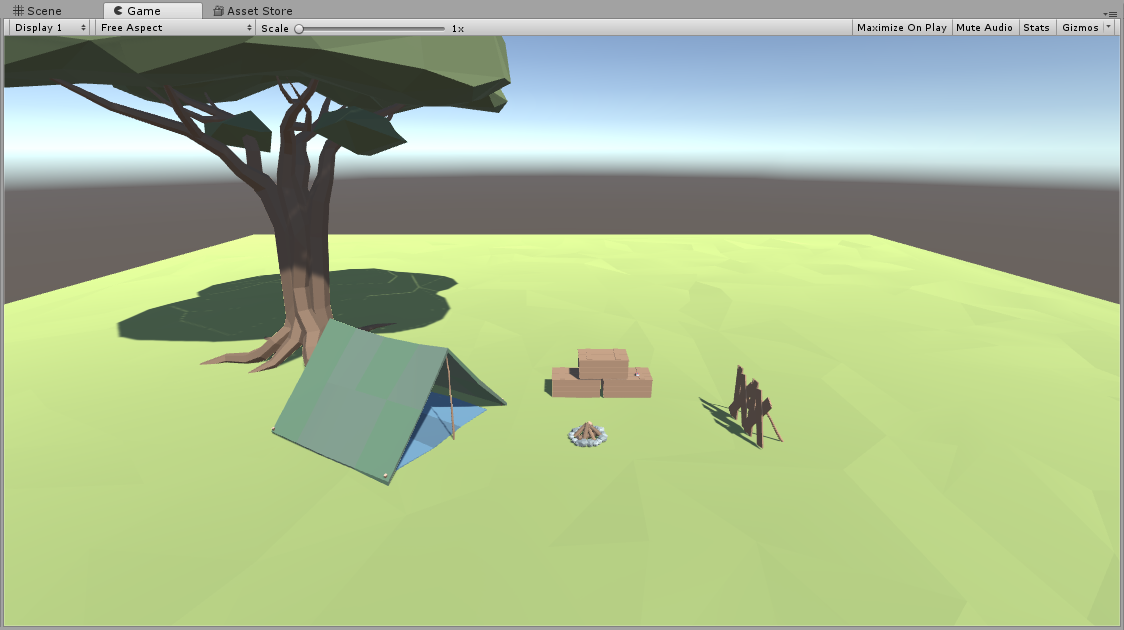 Scene Game Asset Store
Display 1 Free Aspect Scale 1x Maximize On Play Mute Audio Stats Gizmos